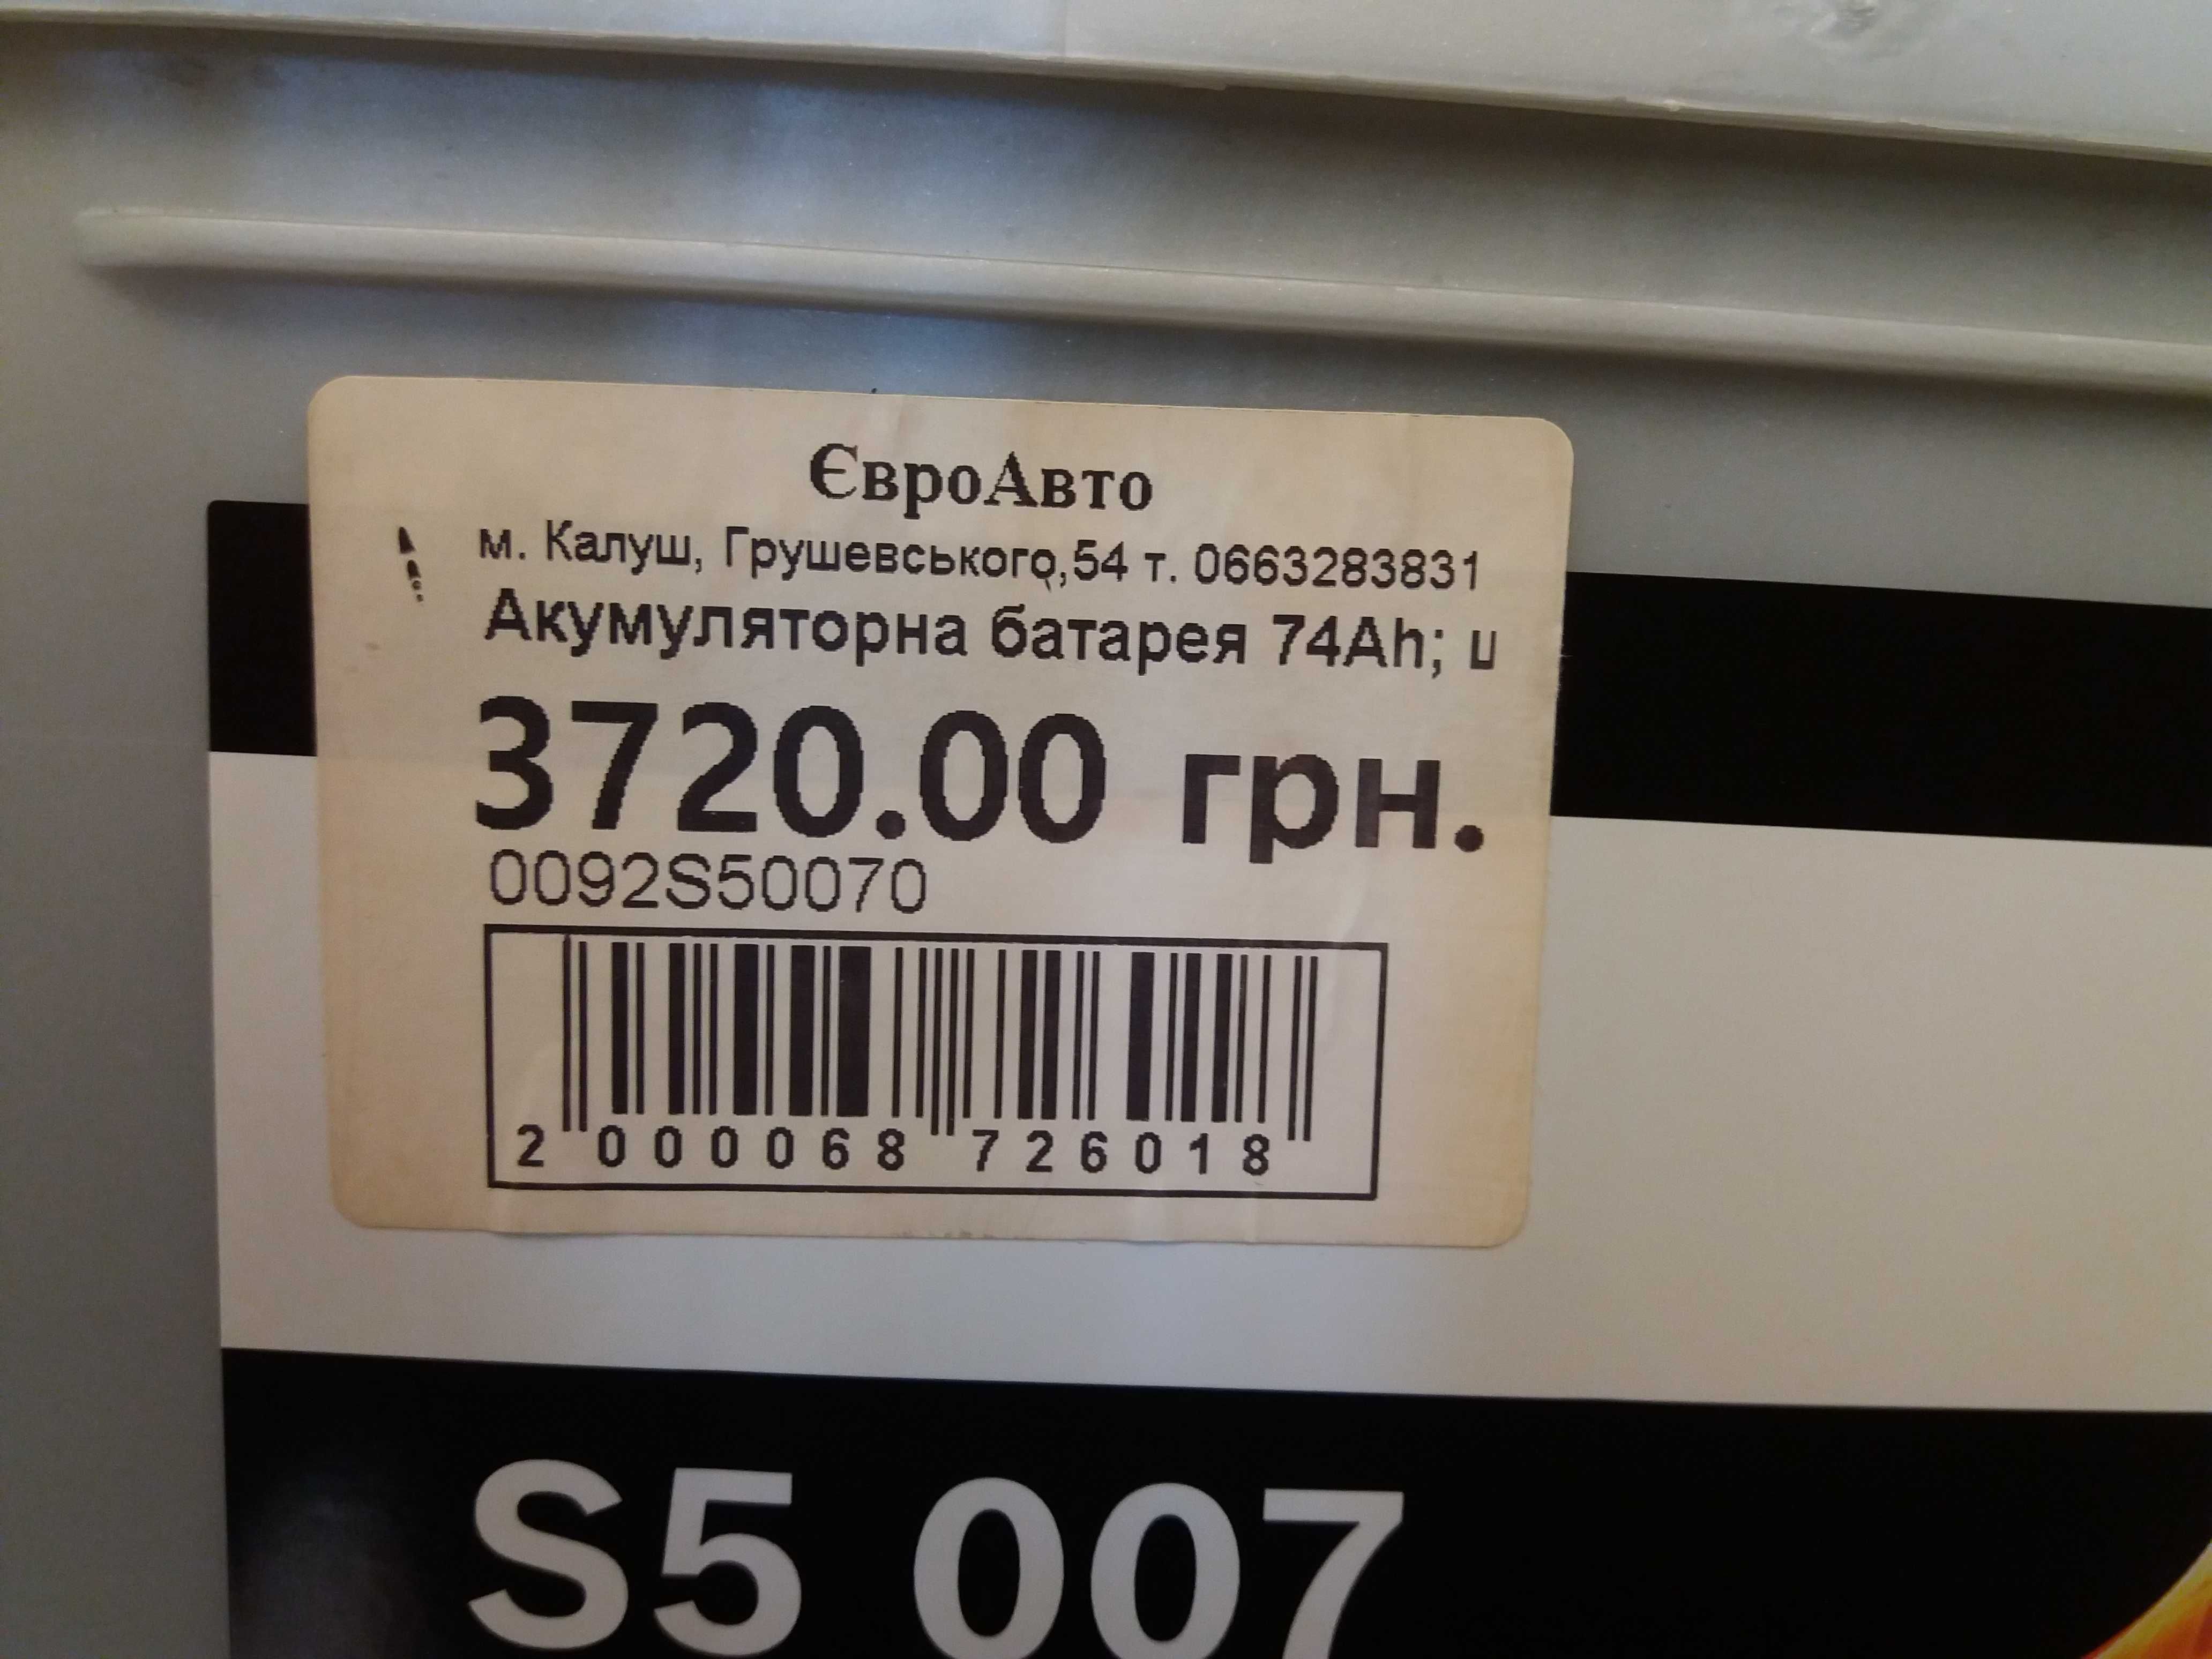 ЄвроАвто
м. Калуш, Грушевського,54 т. 0663283831
Акумуляторна батарея 74Ah;
3720.00 грн.
0092S50070
2 000068 726018
S5 007